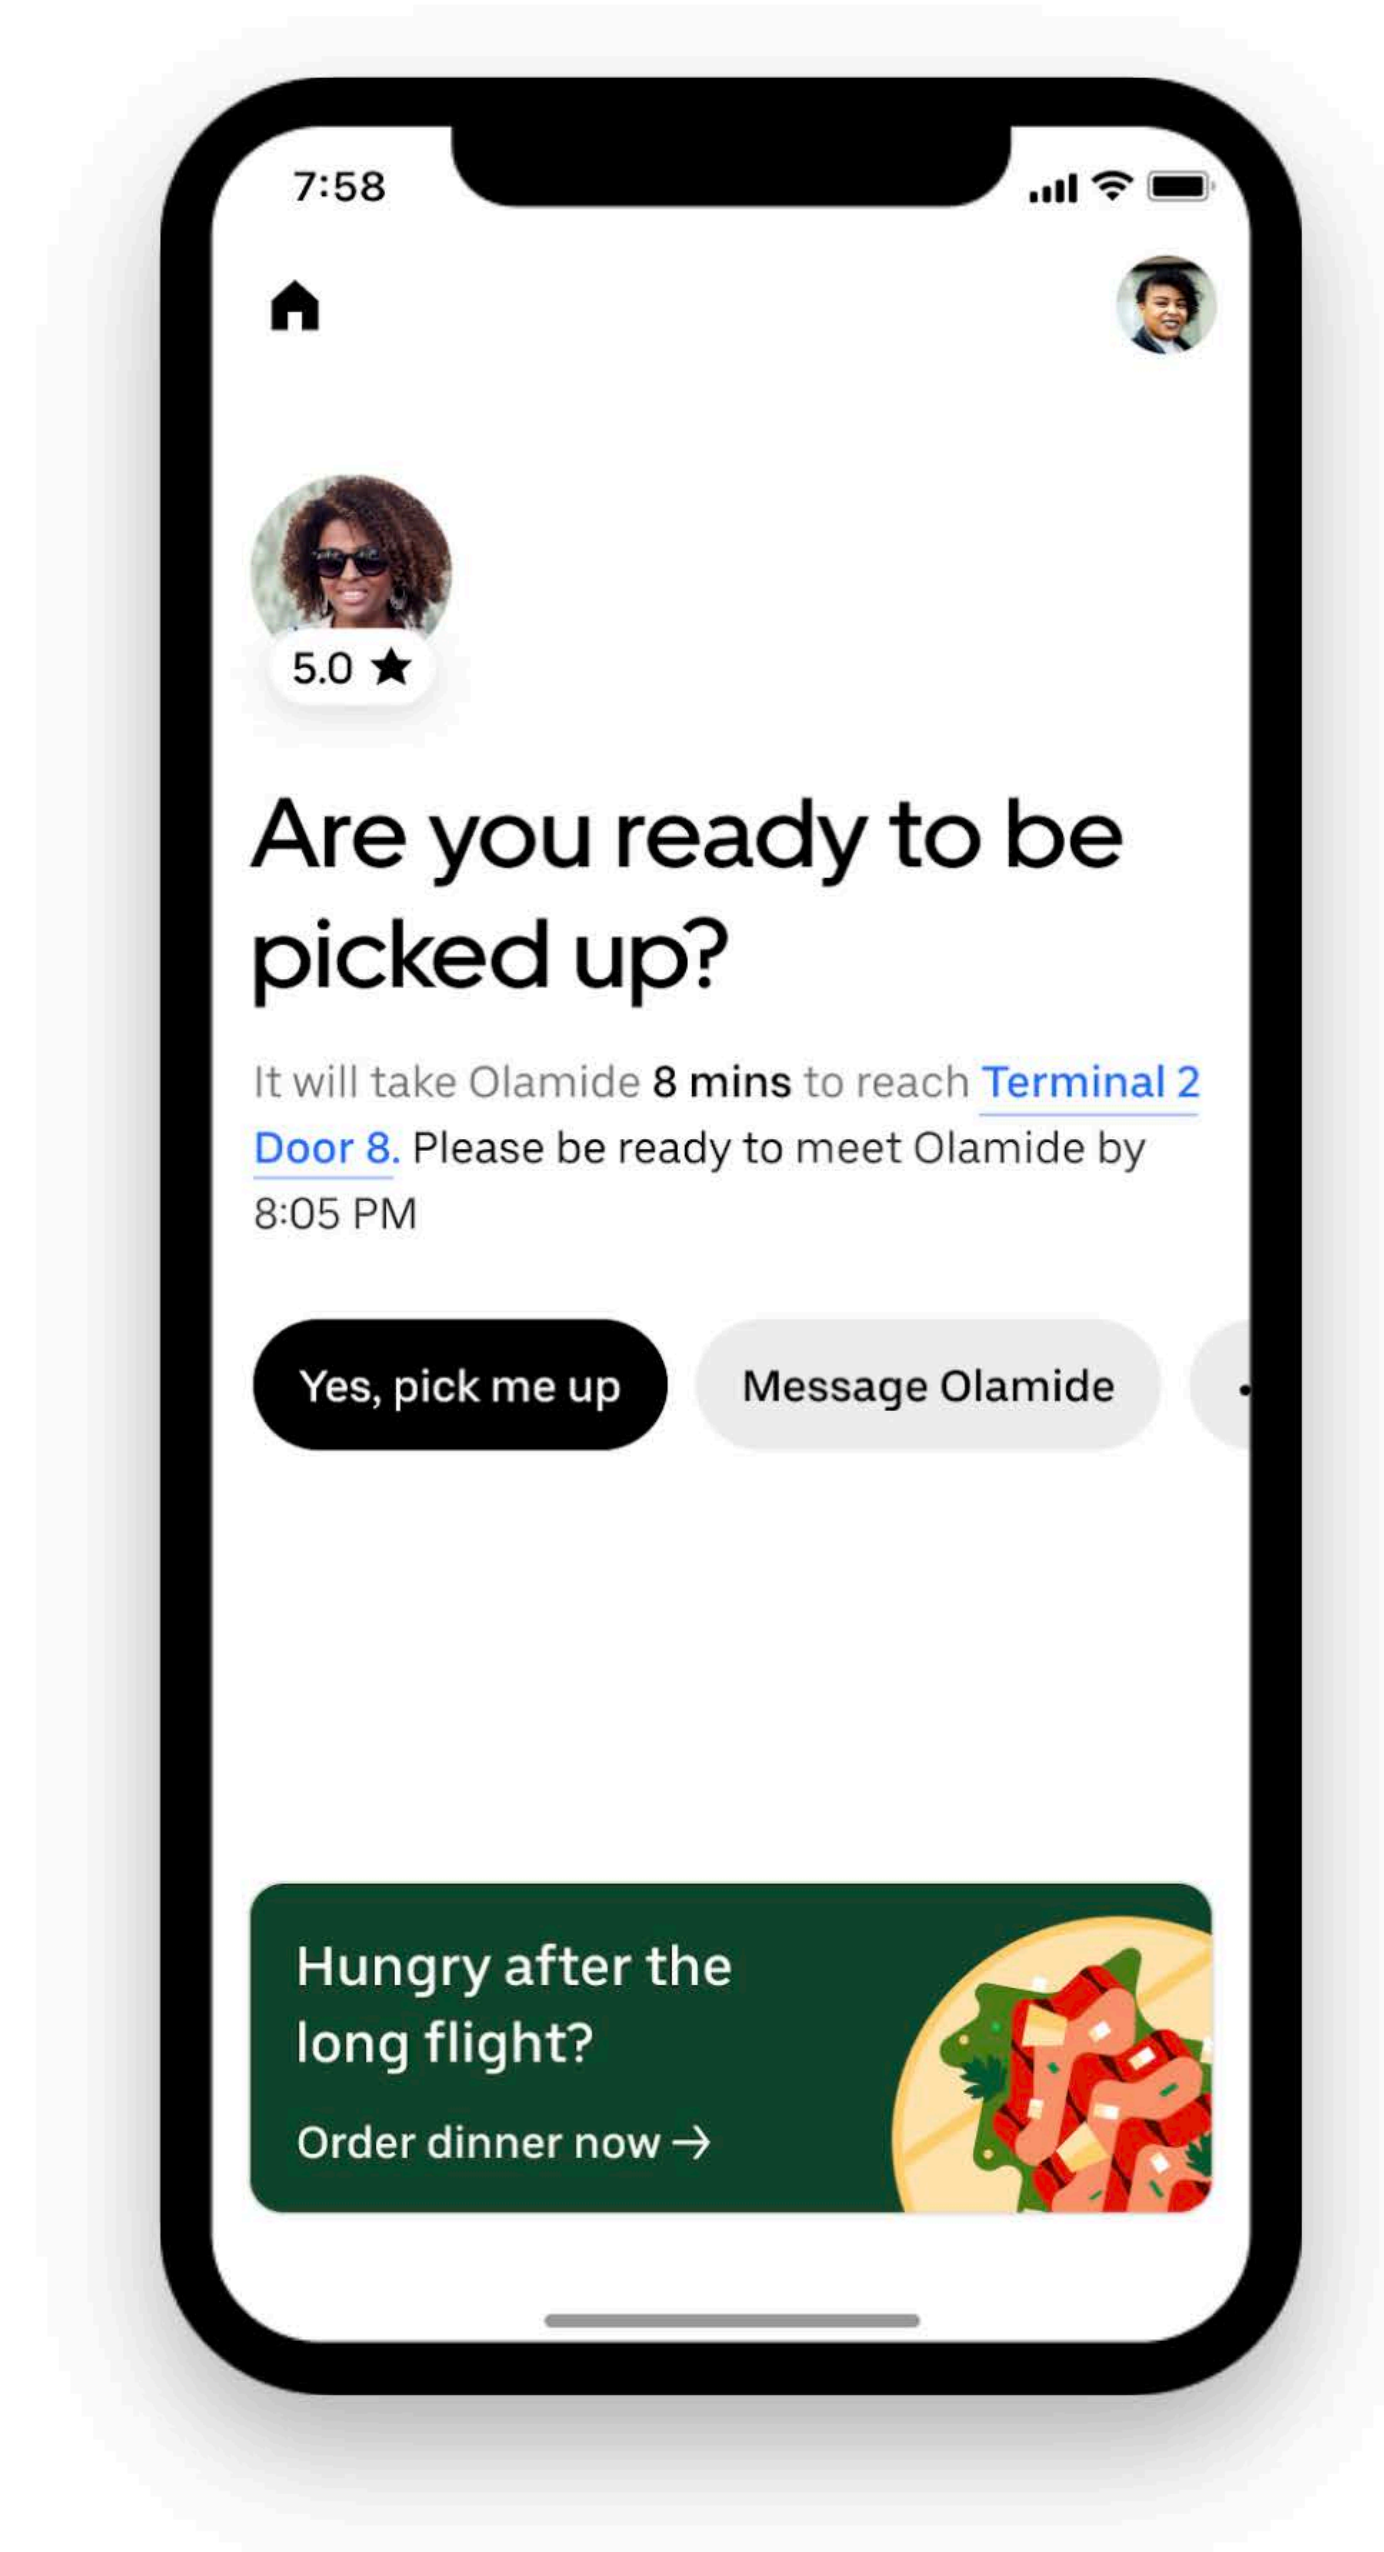 7:58
5.0
Are you ready to be
picked up?
It will take Olamide 8 mins to reach Terminal 2
Door 8. Please be ready to meet Olamide by
8:05 PM
Yes, pick me up
Message Olamide
Hungry after the
long flight?
Order dinner now →